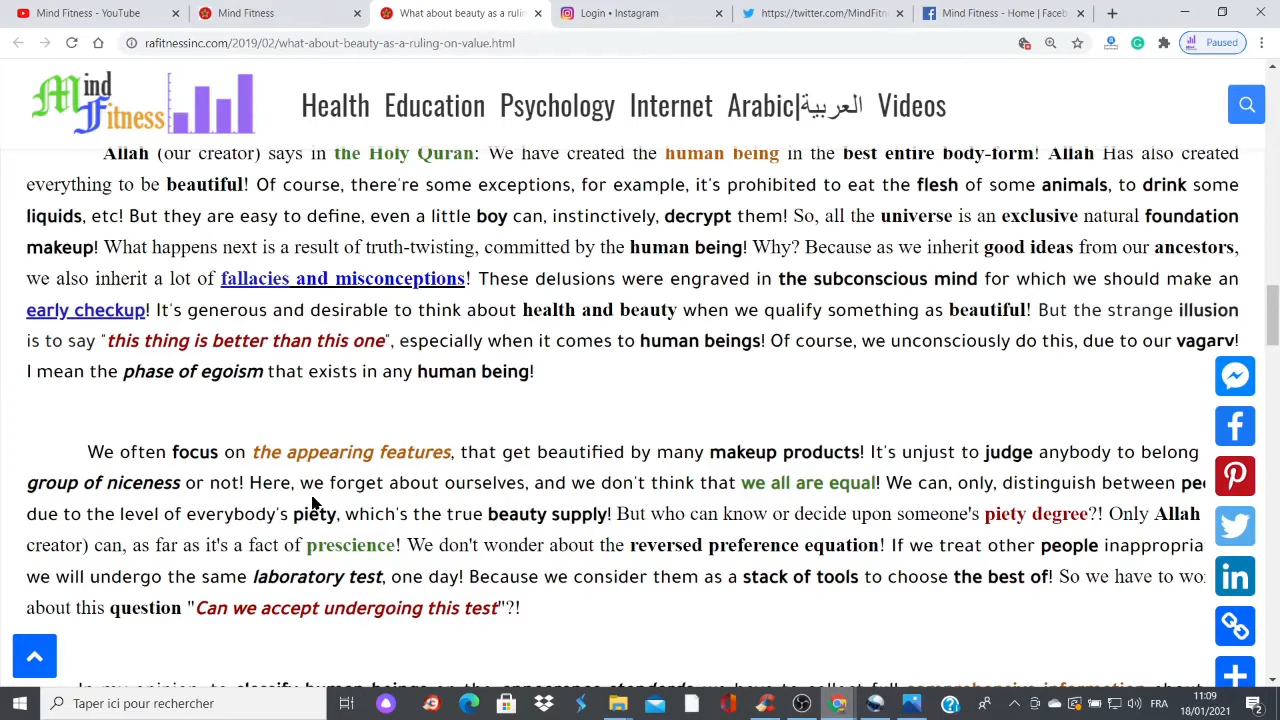 Mind Fitness - YouTube
Mind Fitness
What about beauty as a rulin
Login • Instagram
https://twitter.com/MindFitn
Mind Fitness - Home | Faceb
rafitnessinc.com/2019/02/what-about-beauty-as-a-ruling-on-value.html
Paused
Mind Fitness
Health Education Psychology Internet Arabic|العربية Videos
Allah (our creator) says in the Holy Quran: We have created the human being in the best entire body-form! Allah Has also created
everything to be beautiful! Of course, there're some exceptions, for example, it's prohibited to eat the flesh of some animals, to drink some
liquids, etc! But they are easy to define, even a little boy can, instinctively, decrypt them! So, all the universe is an exclusive natural foundation
makeup! What happens next is a result of truth-twisting, committed by the human being! Why? Because as we inherit good ideas from our ancestors,
we also inherit a lot of fallacies and misconceptions! These delusions were engraved in the subconscious mind for which we should make an
early checkup! It's generous and desirable to think about health and beauty when we qualify something as beautiful! But the strange illusion
is to say "this thing is better than this one", especially when it comes to human beings! Of course, we unconsciously do this, due to our vagary!
I mean the phase of egoism that exists in any human being!
We often focus on the appearing features, that get beautified by many makeup products! It's unjust to judge anybody to belong
group of niceness or not! Here, we forget about ourselves, and we don't think that we all are equal! We can, only, distinguish between
due to the level of everybody's piety, which's the true beauty supply! But who can know or decide upon someone's piety degree?! Only Allah
creator) can, as far as it's a fact of prescience! We don't wonder about the reversed preference equation! If we treat other people inappropria
we will undergo the same laboratory test, one day! Because we consider them as a stack of tools to choose the best of! So we have to wo
about this question "Can we accept undergoing this test"?!
In my opinion, to classify human beings on the appearance standards
Taper ici pour rechercher
FRA
11:09
18/01/2021
2